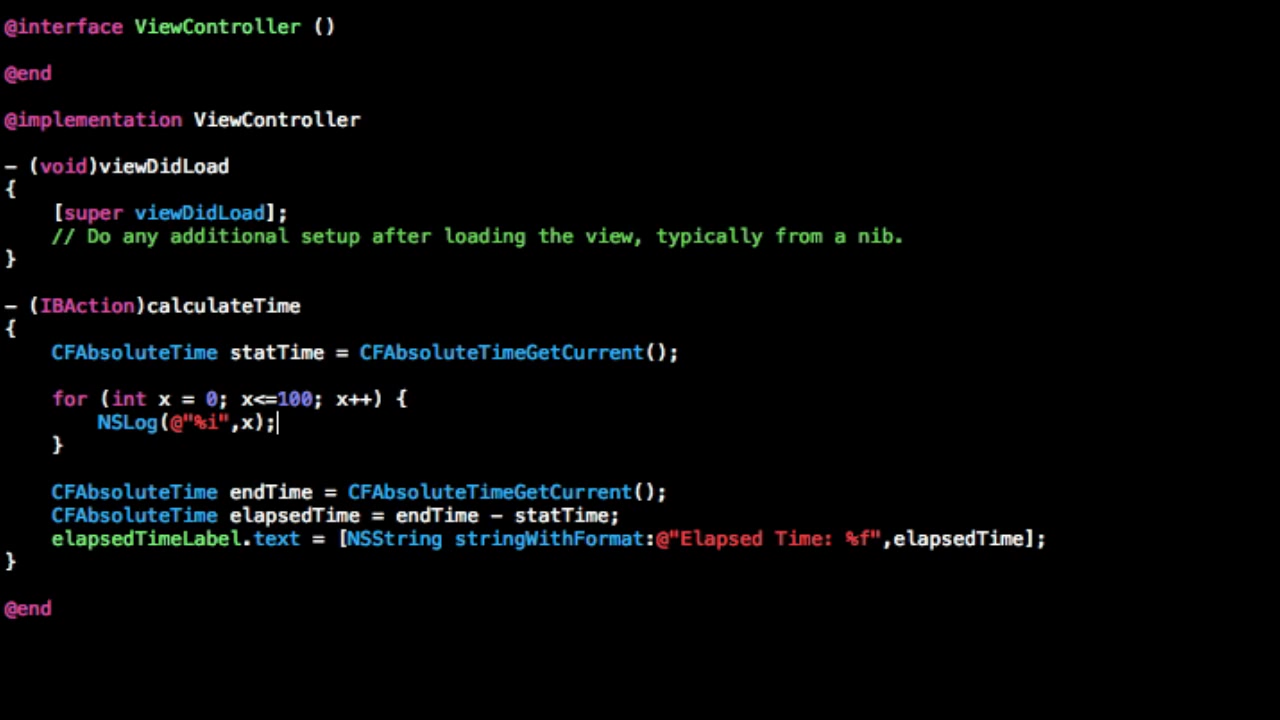 @interface ViewController ()
@end
@implementation ViewController
- (void)viewDidLoad
{
[super viewDidLoad];
// Do any additional setup after loading the view, typically from a nib.
}
- (IBAction)calculateTime
{
CFAbsoluteTime statTime = CFAbsoluteTimeGetCurrent();
for (int x = 0; x<=100; x++) {
NSLog(@"%i",x);
}
CFAbsoluteTime endTime = CFAbsoluteTimeGetCurrent();
CFAbsoluteTime elapsedTime = endTime - statTime;
elapsedTimeLabel.text = [NSString stringWithFormat:@"Elapsed Time: %f",elapsedTime];
}
@end